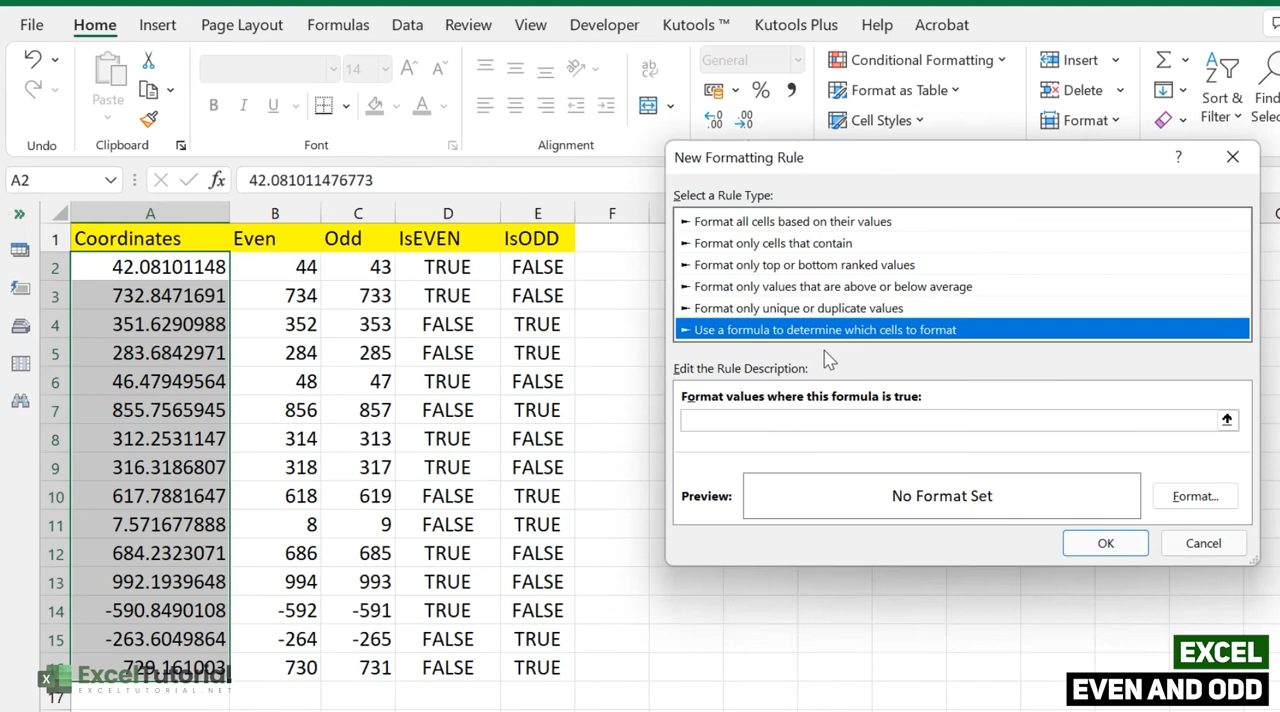 File Home Insert Page Layout Formulas Data Review View Developer Kutools ™ Kutools Plus Help Acrobat
14 General Conditional Formatting Insert
Paste Format as Table Delete Sort & Find
B I U Cell Styles Format Filter
Undo Clipboard Font Alignment
New Formatting Rule ?
A2 fx 42.081011476773
Select a Rule Type:
► Format all cells based on their values
► Format only cells that contain
► Format only top or bottom ranked values
► Format only values that are above or below average
► Format only unique or duplicate values
► Use a formula to determine which cells to format
Edit the Rule Description:
Format values where this formula is true:
Preview: No Format Set Format...
OK Cancel
A B C D E F
1 Coordinates Even Odd IsEVEN IsODD
2 42.08101148 44 43 TRUE FALSE
3 732.8471691 734 733 TRUE FALSE
4 351.6290988 352 353 FALSE TRUE
5 283.6842971 284 285 FALSE TRUE
6 46.47949564 48 47 TRUE FALSE
7 855.7565945 856 857 FALSE TRUE
8 312.2531147 314 313 TRUE FALSE
9 316.3186807 318 317 TRUE FALSE
10 617.7881647 618 619 FALSE TRUE
11 7.571677888 8 9 FALSE TRUE
12 684.2323071 686 685 TRUE FALSE
13 992.1939648 994 993 TRUE FALSE
14 -590.8490108 -592 -591 TRUE FALSE
15 -263.6049864 -264 -265 FALSE TRUE
729.161003 730 731 FALSE TRUE
17
X ExcelTutorial
EXCELTUTORIAL.NET
EXCEL
EVEN AND ODD